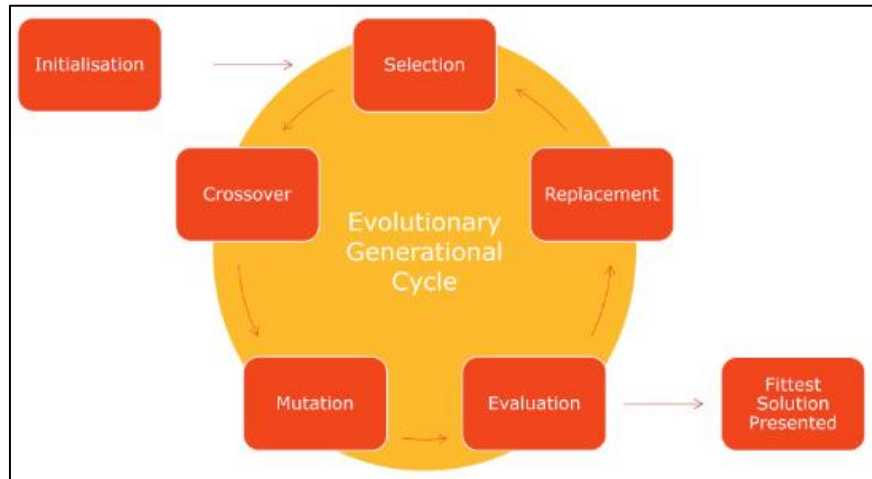 Initialisation
Selection
Crossover
Replacement
Evolutionary
Generational
Cycle
Mutation
Evaluation
Fittest
Solution
Presented